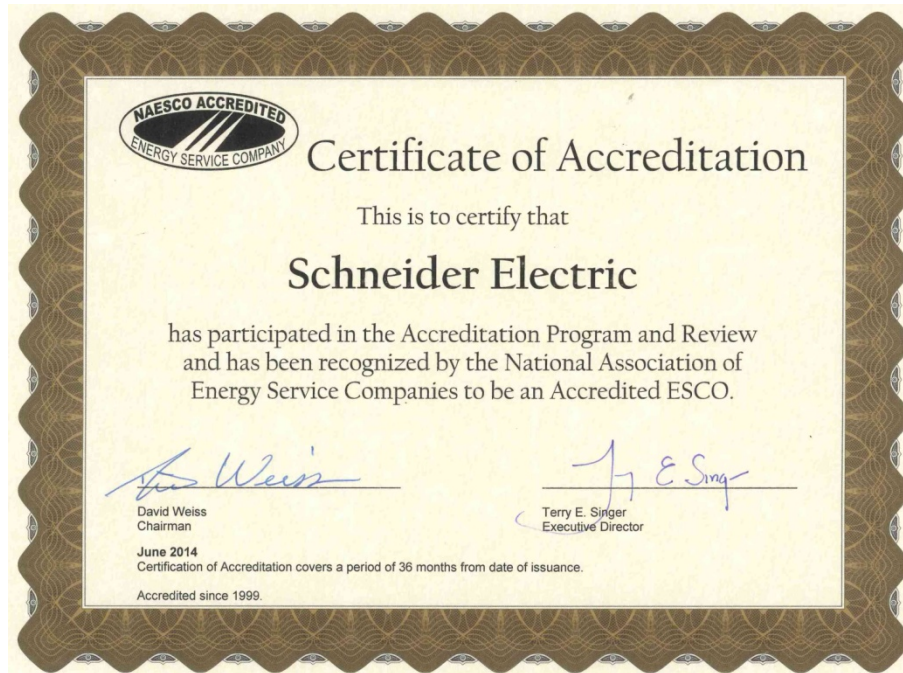 NAESCO ACCREDITED
ENERGY SERVICE COMPANY
Certificate of Accreditation
This is to certify that
Schneider Electric
has participated in the Accreditation Program and Review
and has been recognized by the National Association of
Energy Service Companies to be an Accredited ESCO.
David Weiss
Chairman
Terry E. Singer
Executive Director
June 2014
Certification of Accreditation covers a period of 36 months from date of issuance.
Accredited since 1999.